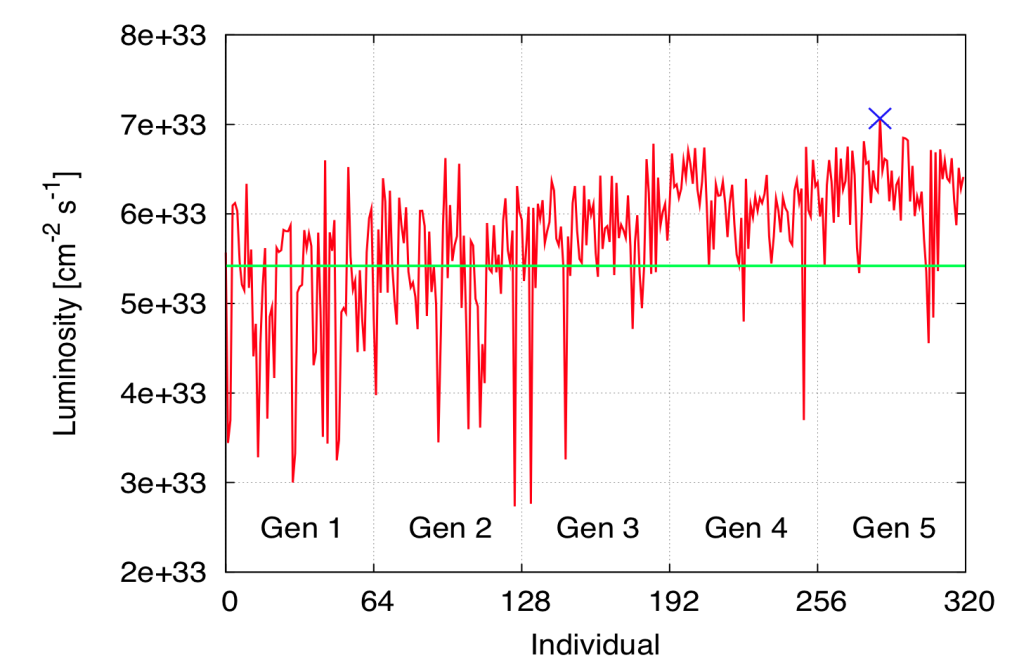 8e+33
7e+33
6e+33
5e+33
4e+33
3e+33
2e+33
Luminosity [cm-2 s-1]
Gen 1 Gen 2 Gen 3 Gen 4 Gen 5
0 64 128 192 256 320
Individual